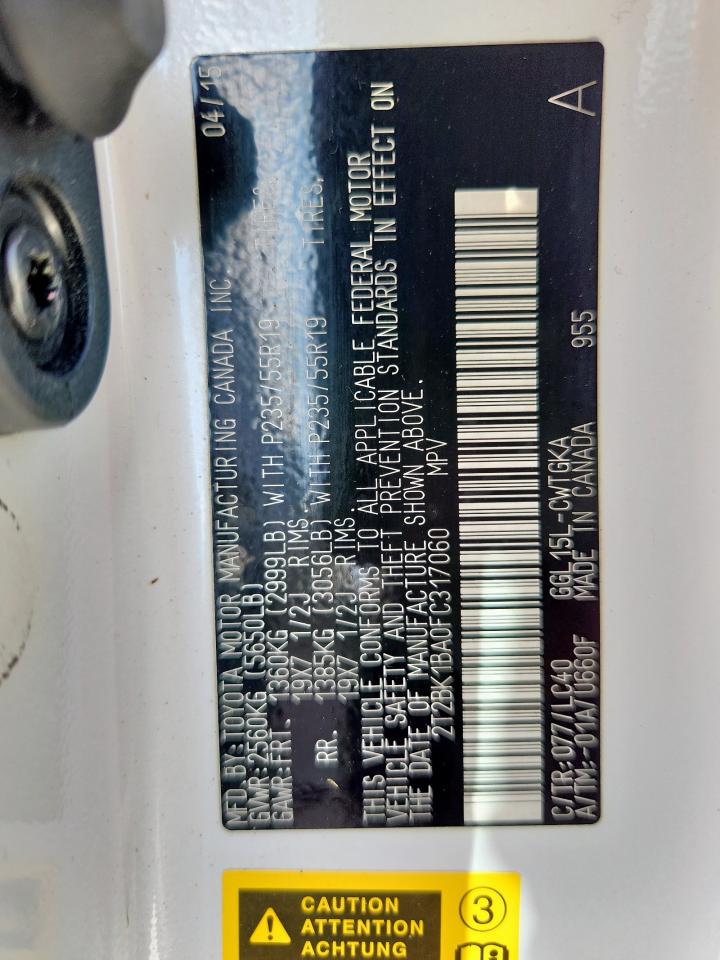 MFD BY:TOYOTA MOTOR MANUFACTURING CANADA INC. 04/15
GVWR:2560KG (5650LB)
GAWR:FRT. 1360KG (2999LB) WITH P235/55R19 TIRES,
19X7 1/2J RIMS.
RR. 1385KG (3056LB) WITH P235/55R19 TIRES,
19X7 1/2J RIMS.
THIS VEHICLE CONFORMS TO ALL APPLICABLE FEDERAL MOTOR
VEHICLE SAFETY AND THEFT PREVENTION STANDARDS IN EFFECT ON
THE DATE OF MANUFACTURE SHOWN ABOVE.
2T2BK1BA0FC317060 MPV
C/TR:077/LC40 GGL15L-CWTGKA
A/TM:-01A/U660F MADE IN CANADA 955 A
CAUTION
ATTENTION
ACHTUNG
3